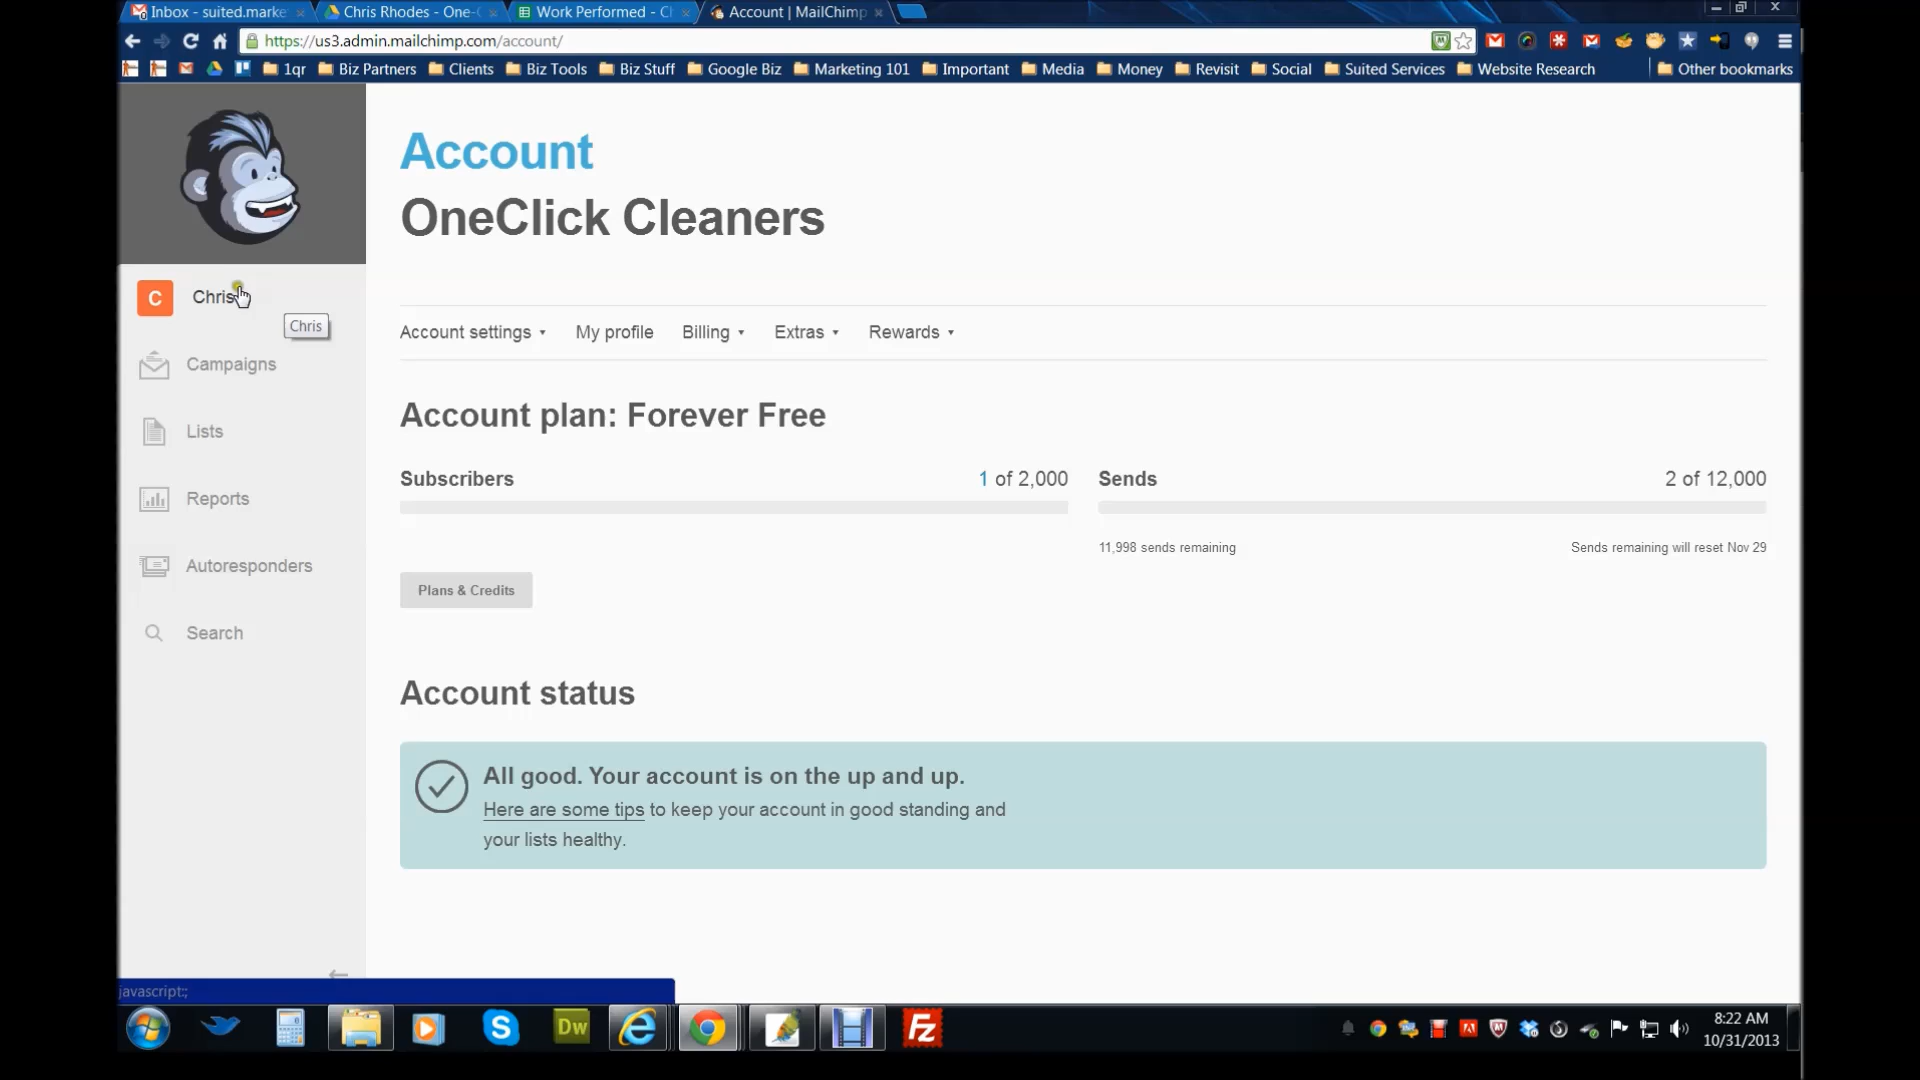 Inbox - suited.marke
Chris Rhodes - One-
Work Performed - C
Account | MailChimp
https://us3.admin.mailchimp.com/account/
1qr
Biz Partners
Clients
Biz Tools
Biz Stuff
Google Biz
Marketing 101
Important
Media
Money
Revisit
Social
Suited Services
Website Research
Other bookmarks
Account
OneClick Cleaners
C
Chris
Chris
Campaigns
Lists
Reports
Autoresponders
Search
Account settings
My profile
Billing
Extras
Rewards
Account plan: Forever Free
Subscribers
1 of 2,000
Sends
2 of 12,000
11,998 sends remaining
Sends remaining will reset Nov 29
Plans & Credits
Account status
All good. Your account is on the up and up.
Here are some tips to keep your account in good standing and
your lists healthy.
javascript:;
S
Dw
Fz
8:22 AM
10/31/2013